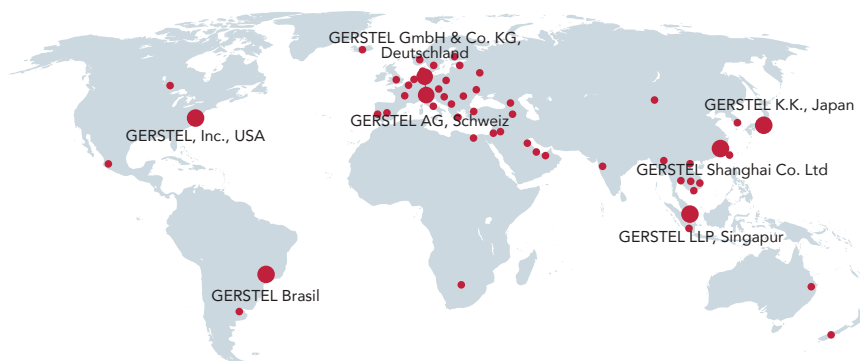 GERSTEL GmbH & Co. KG,
Deutschland
GERSTEL K.K., Japan
GERSTEL AG, Schweiz
GERSTEL, Inc., USA
GERSTEL Shanghai Co. Ltd
GERSTEL LLP, Singapur
GERSTEL Brasil